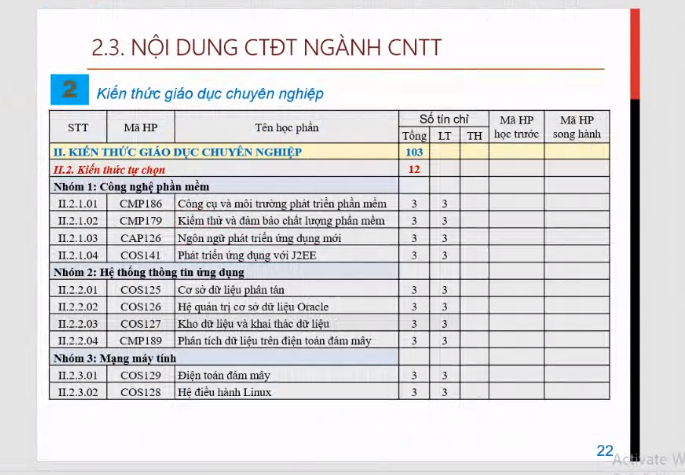 2.3. NỘI DUNG CTĐT NGÀNH CNTT
2 Kiến thức giáo dục chuyên nghiệp
STT Mã HP Tên học phần Số tín chỉ Mã HP học trước Mã HP song hành
Tổng LT TH
II. KIẾN THỨC GIÁO DỤC CHUYÊN NGHIỆP 103
II.2. Kiến thức tự chọn 12
Nhóm 1: Công nghệ phần mềm
II.2.1.01 CMP186 Công cụ và môi trường phát triển phần mềm 3 3
II.2.1.02 CMP179 Kiểm thử và đảm bảo chất lượng phần mềm 3 3
II.2.1.03 CAP126 Ngôn ngữ phát triển ứng dụng mới 3 3
II.2.1.04 COS141 Phát triển ứng dụng với J2EE 3 3
Nhóm 2: Hệ thống thông tin ứng dụng
II.2.2.01 COS125 Cơ sở dữ liệu phân tán 3 3
II.2.2.02 COS126 Hệ quản trị cơ sở dữ liệu Oracle 3 3
II.2.2.03 COS127 Kho dữ liệu và khai thác dữ liệu 3 3
II.2.2.04 CMP189 Phân tích dữ liệu trên điện toán đám mây 3 3
Nhóm 3: Mạng máy tính
II.2.3.01 COS129 Điện toán đám mây 3 3
II.2.3.02 COS128 Hệ điều hành Linux 3 3
22
Activate W